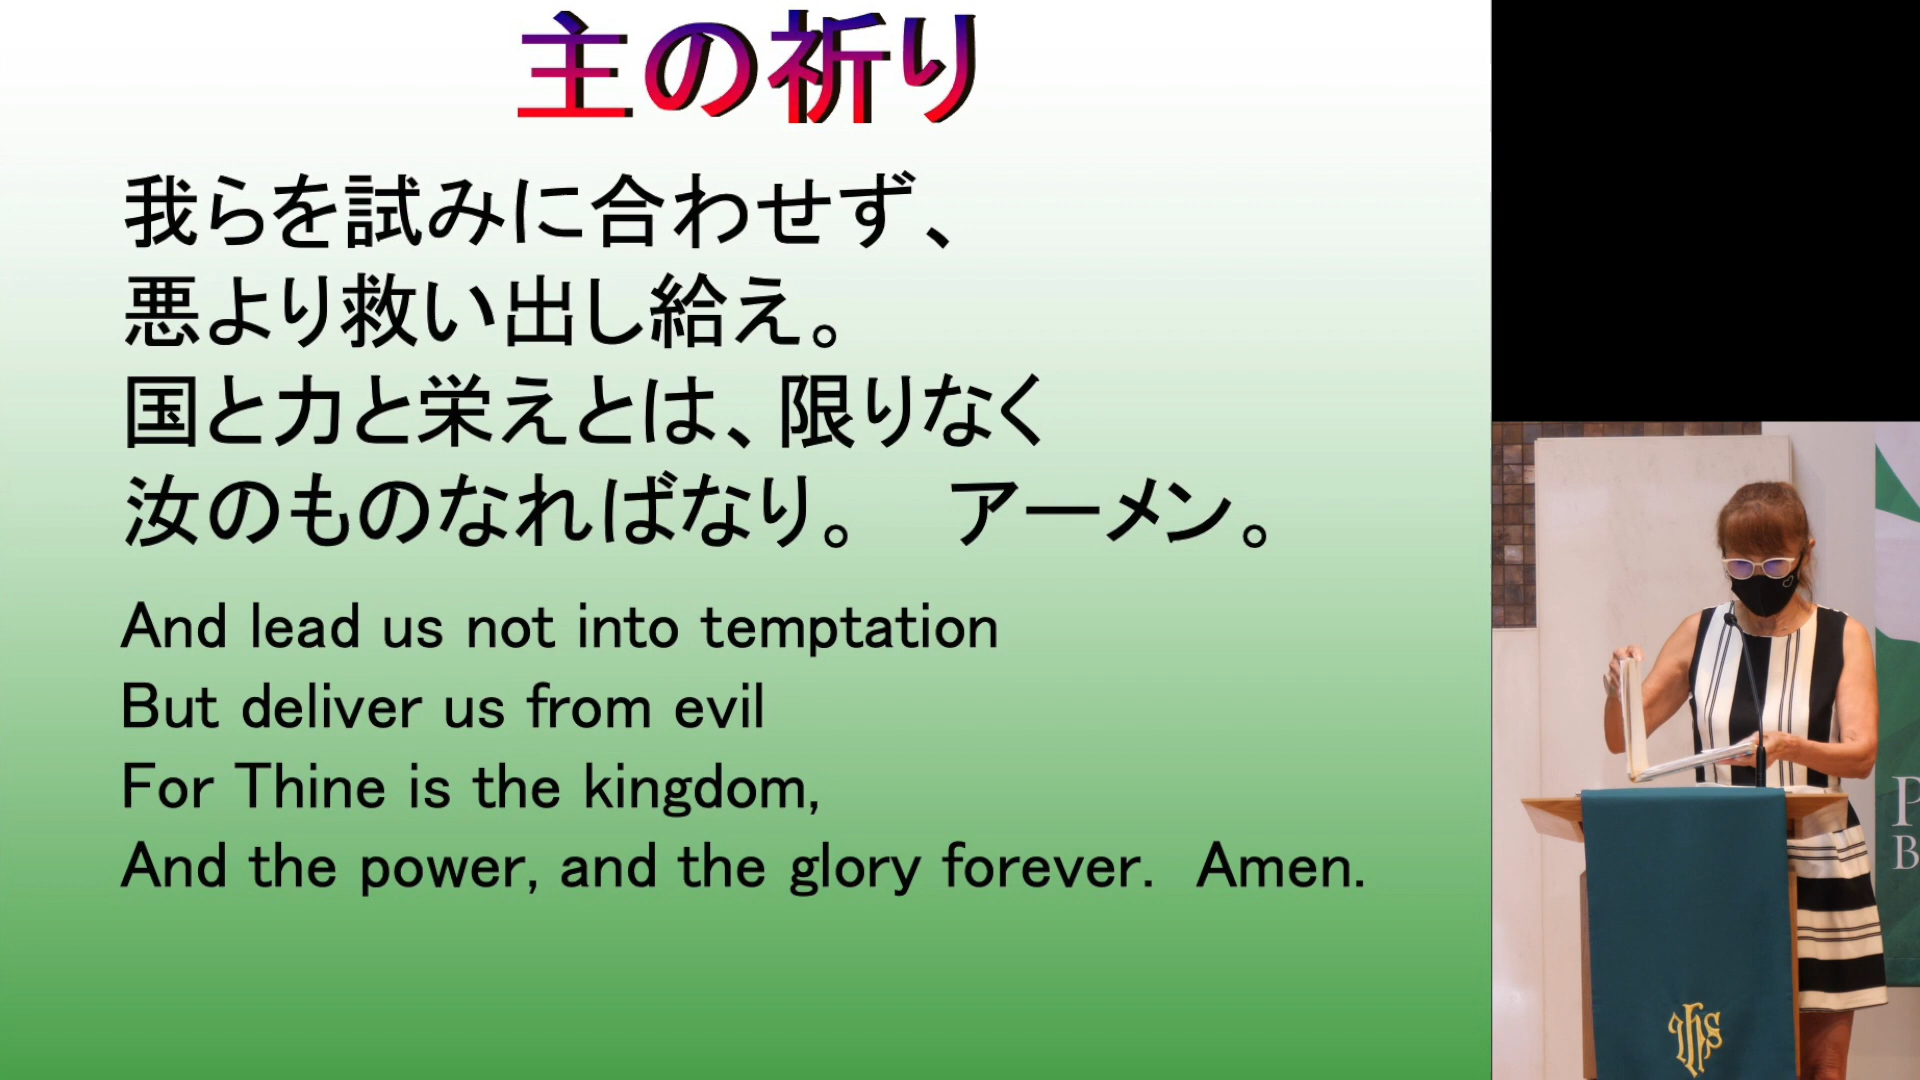 主の祈り
我らを試みに合わせず、
悪より救い出し給え。
国と力と栄えとは、限りなく
汝のものなればなり。　アーメン。
And lead us not into temptation
But deliver us from evil
For Thine is the kingdom,
And the power, and the glory forever.  Amen.
P
B
IHS